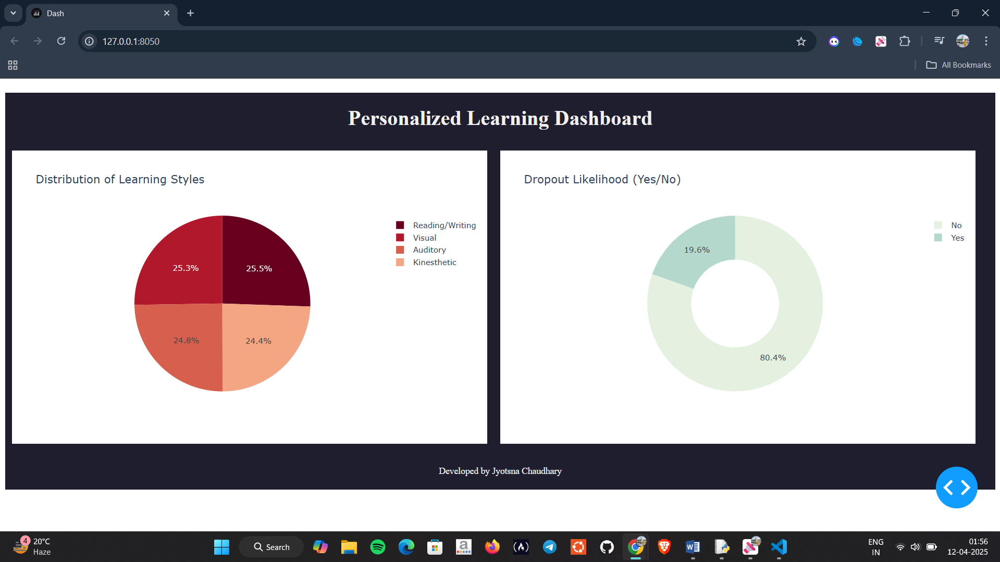 Dash
127.0.0.1:8050
All Bookmarks
Personalized Learning Dashboard
Distribution of Learning Styles
25.3%
25.5%
24.8%
24.4%
Reading/Writing
Visual
Auditory
Kinesthetic
Dropout Likelihood (Yes/No)
19.6%
80.4%
No
Yes
Developed by Jyotsna Chaudhary
4
20°C
Haze
Search
a
W
ENG
IN
01:56
12-04-2025